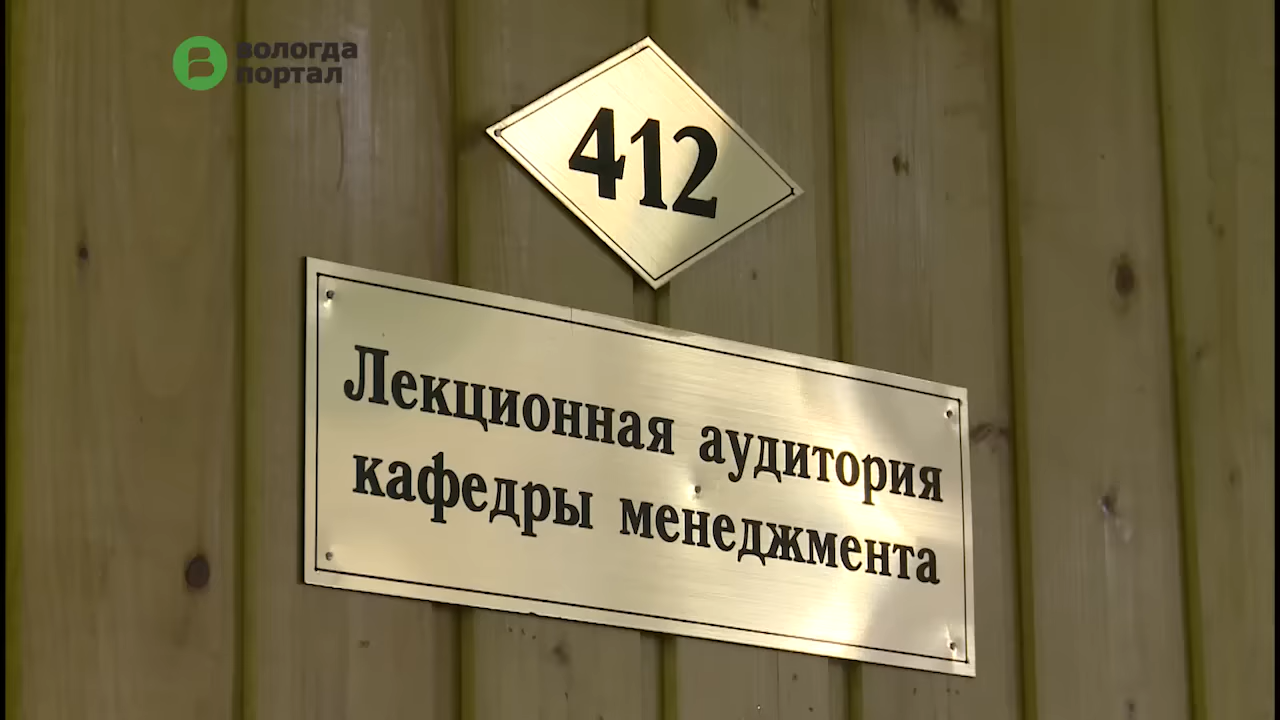 вологда
портал
412
Лекционная аудитория
кафедры менеджмента